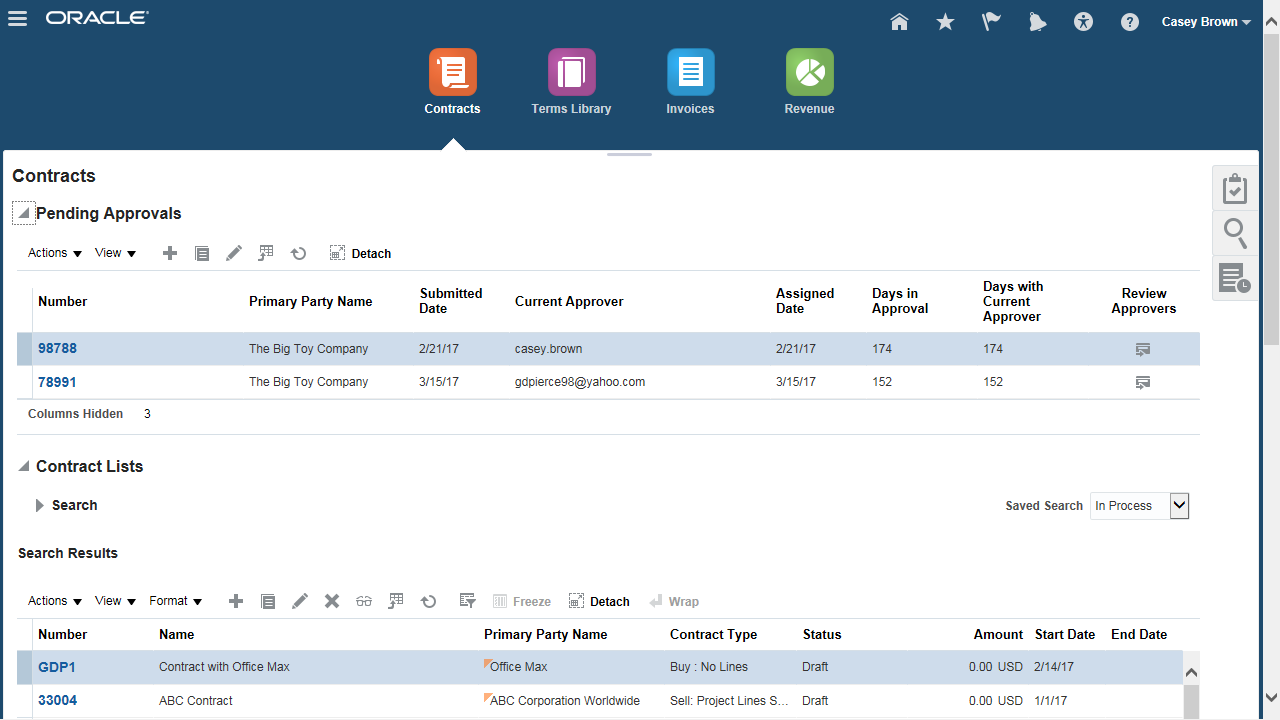 ORACLE
Casey Brown
Contracts Terms Library Invoices Revenue
Contracts
Pending Approvals
Actions View Detach
Number Primary Party Name Submitted Date Current Approver Assigned Date Days in Approval Days with Current Approver Review Approvers
98788 The Big Toy Company 2/21/17 casey.brown 2/21/17 174 174
78991 The Big Toy Company 3/15/17 gdpierce98@yahoo.com 3/15/17 152 152
Columns Hidden 3
Contract Lists
Search Saved Search In Process
Search Results
Actions View Format Freeze Detach Wrap
Number Name Primary Party Name Contract Type Status Amount Start Date End Date
GDP1 Contract with Office Max Office Max Buy : No Lines Draft 0.00 USD 2/14/17
33004 ABC Contract ABC Corporation Worldwide Sell: Project Lines S... Draft 0.00 USD 1/1/17